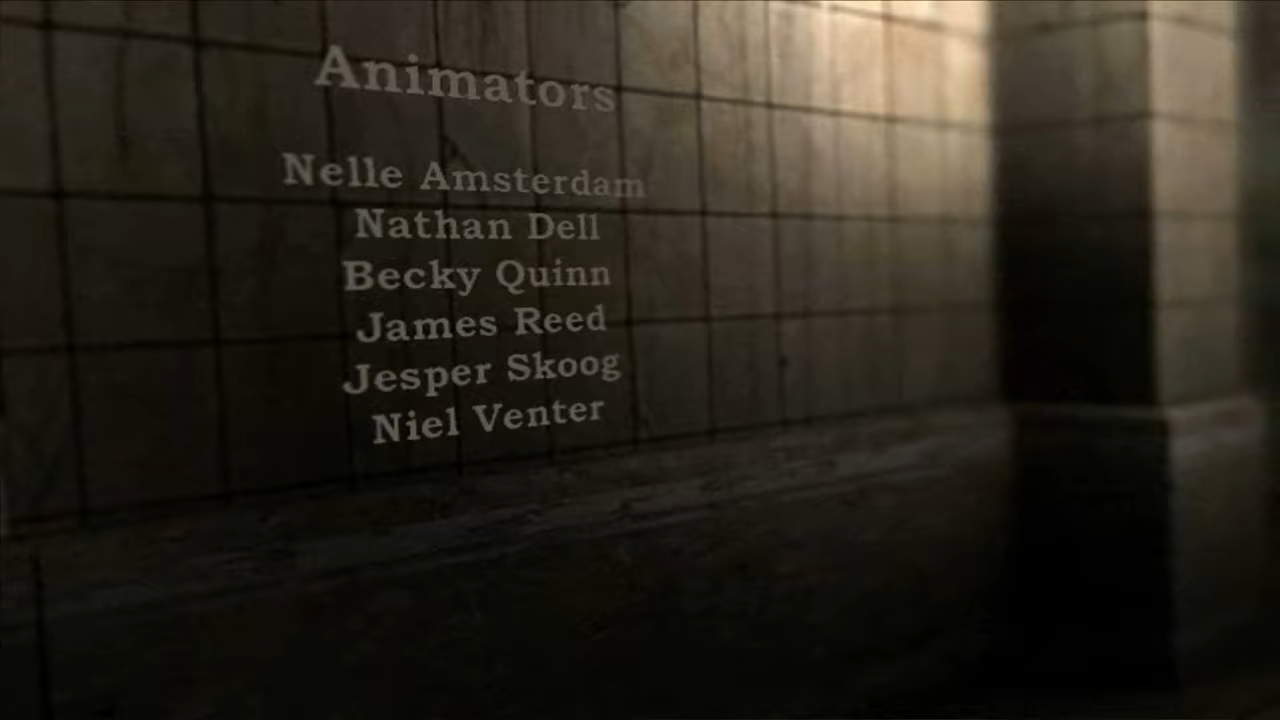 Animators
Nelle Amsterdam
Nathan Dell
Becky Quinn
James Reed
Jesper Skoog
Niel Venter